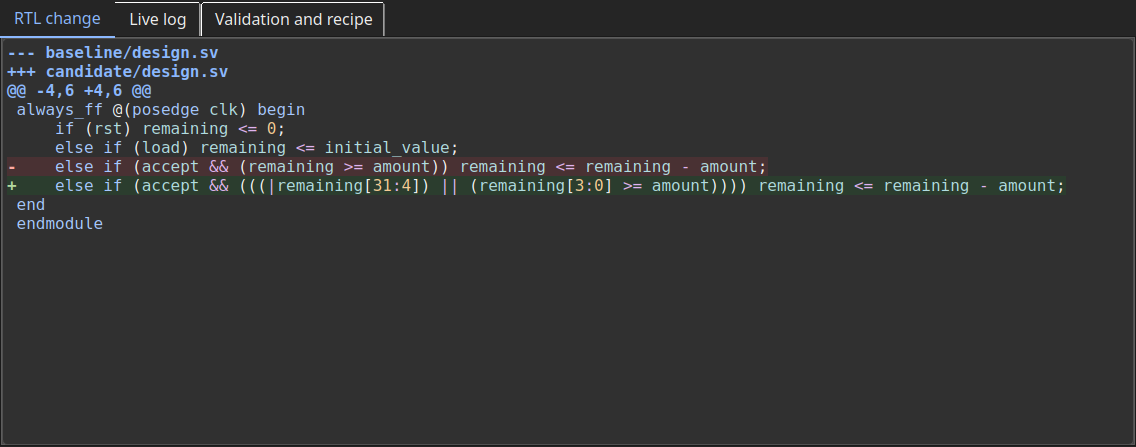 RTL change
Live log
Validation and recipe
--- baseline/design.sv
+++ candidate/design.sv
@@ -4,6 +4,6 @@
 always_ff @(posedge clk) begin
     if (rst) remaining <= 0;
     else if (load) remaining <= initial_value;
-    else if (accept && (remaining >= amount)) remaining <= remaining - amount;
+    else if (accept && (((|remaining[31:4]) || (remaining[3:0] >= amount)))) remaining <= remaining - amount;
 end
 endmodule